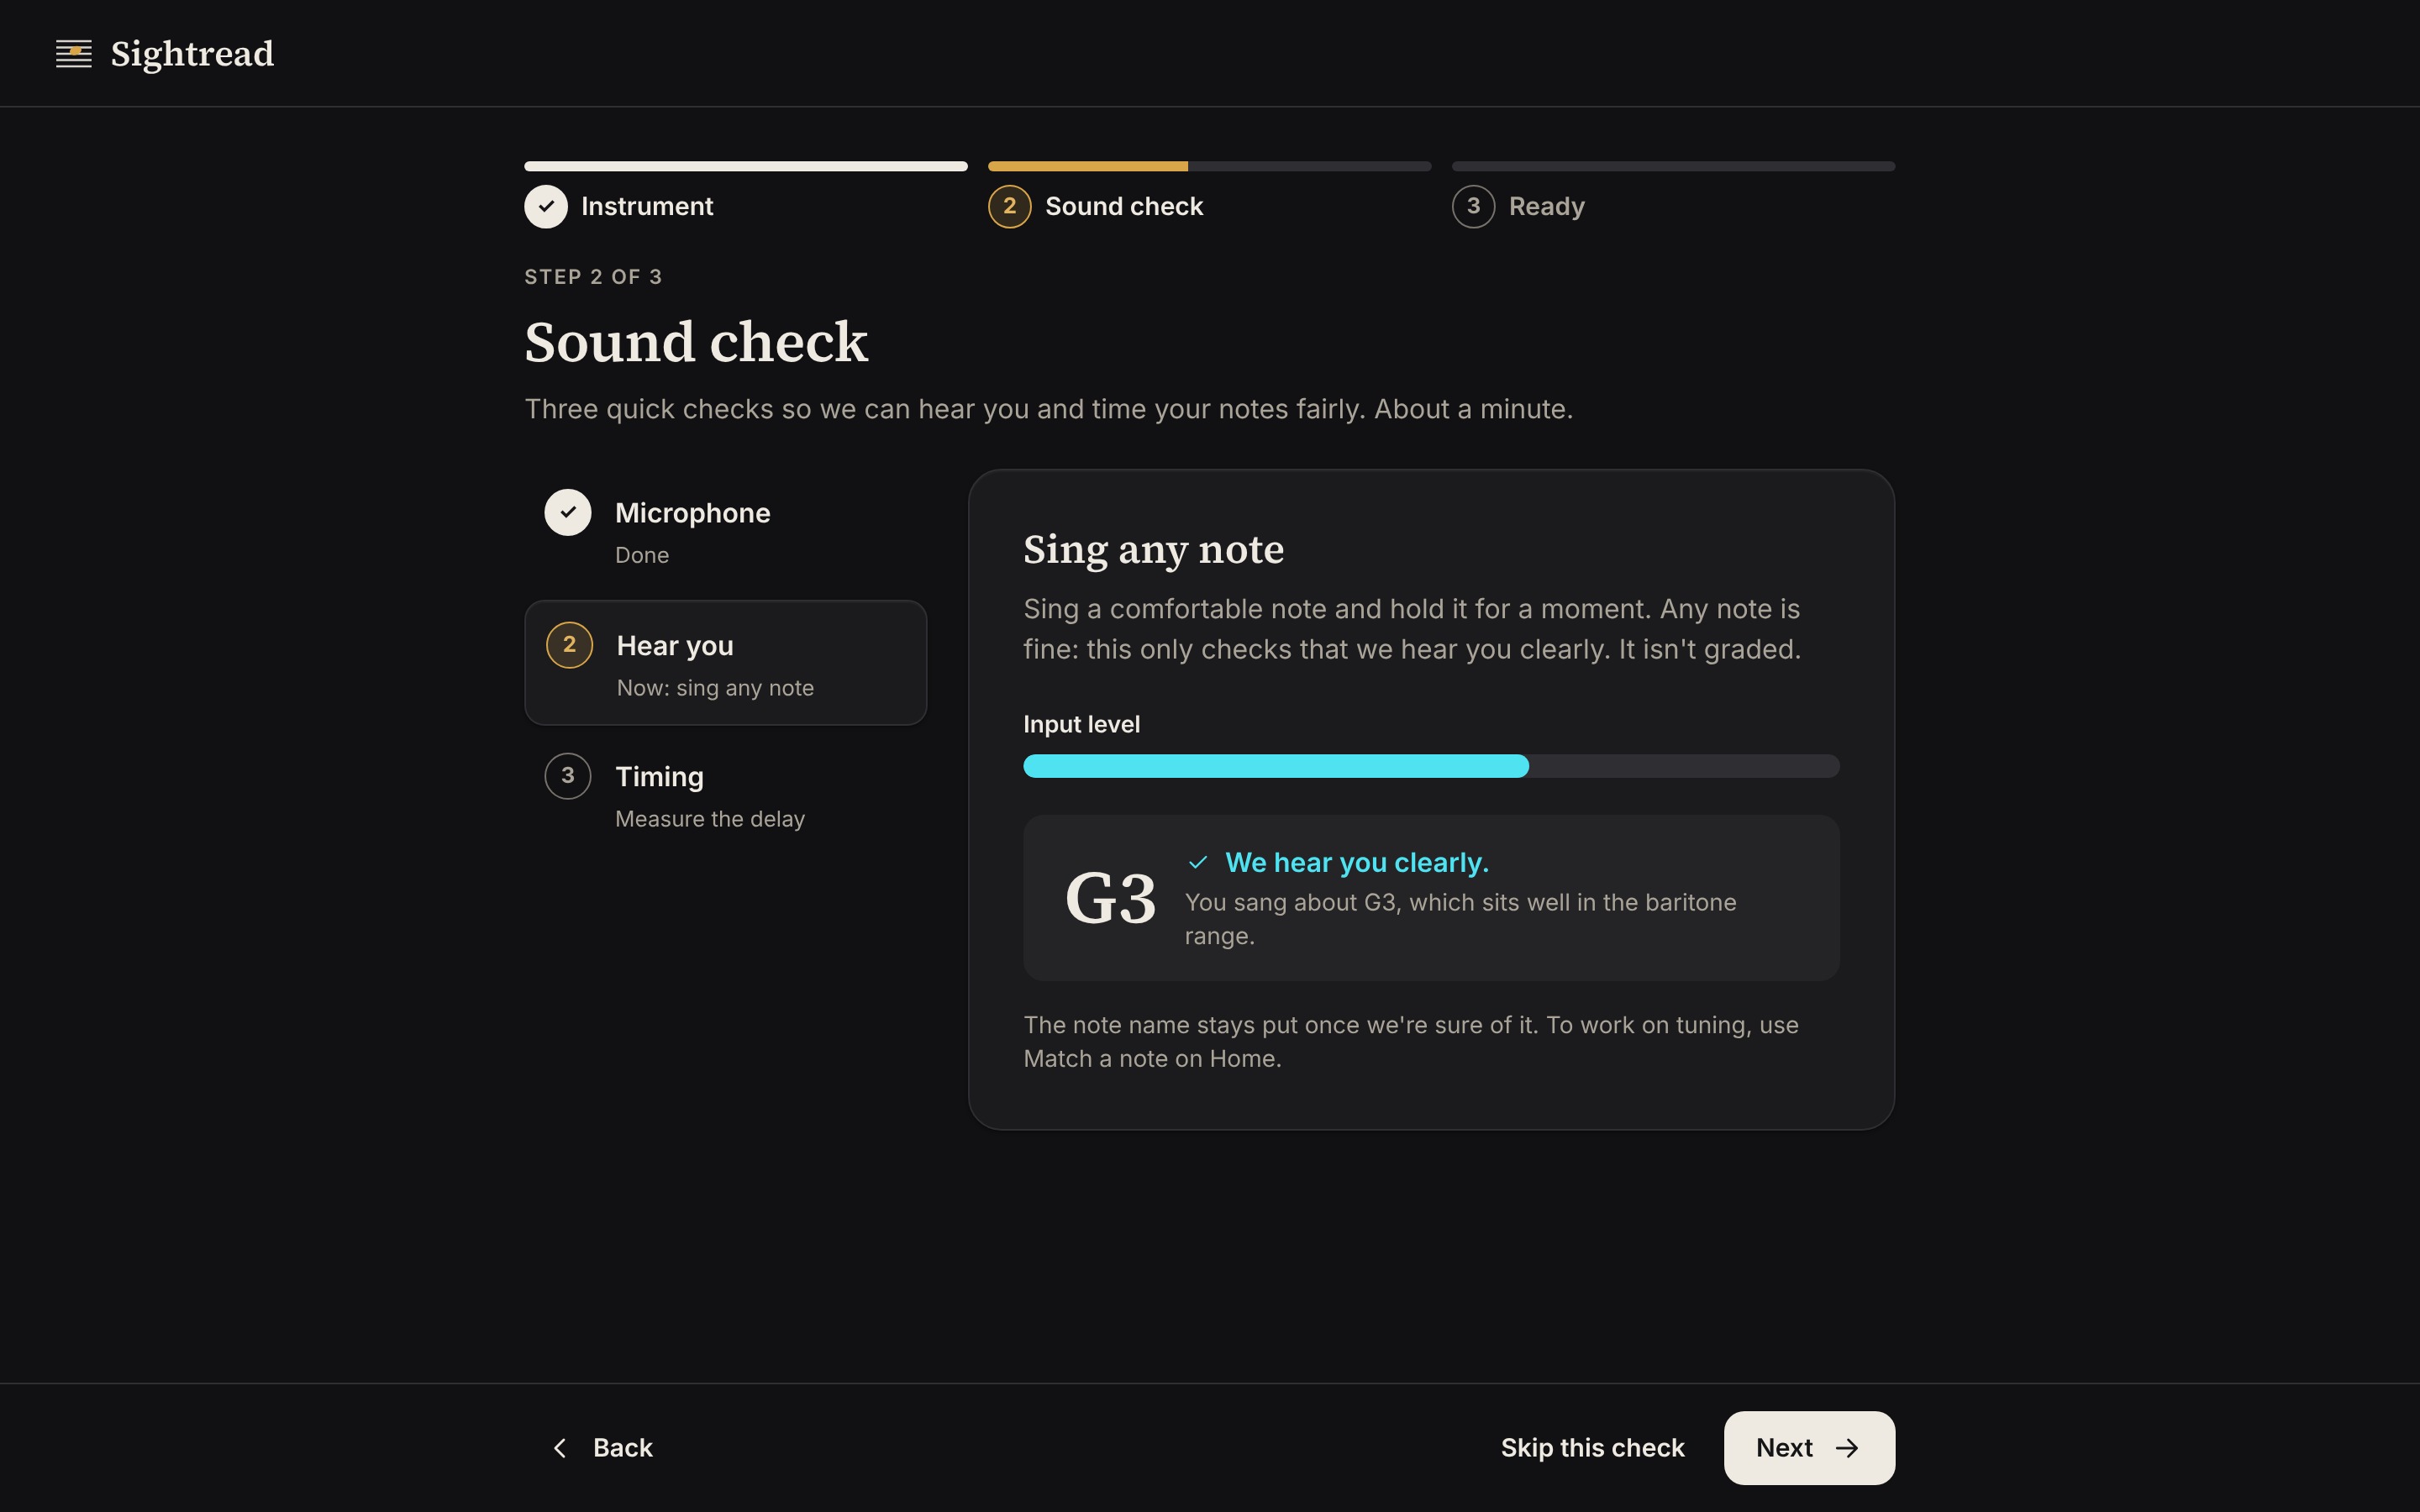 Sightread
Instrument
2 Sound check
3 Ready
STEP 2 OF 3
Sound check
Three quick checks so we can hear you and time your notes fairly. About a minute.
Microphone
Done
2 Hear you
Now: sing any note
3 Timing
Measure the delay
Sing any note
Sing a comfortable note and hold it for a moment. Any note is
fine: this only checks that we hear you clearly. It isn't graded.
Input level
G3
We hear you clearly.
You sang about G3, which sits well in the baritone
range.
The note name stays put once we're sure of it. To work on tuning, use
Match a note on Home.
Back
Skip this check
Next